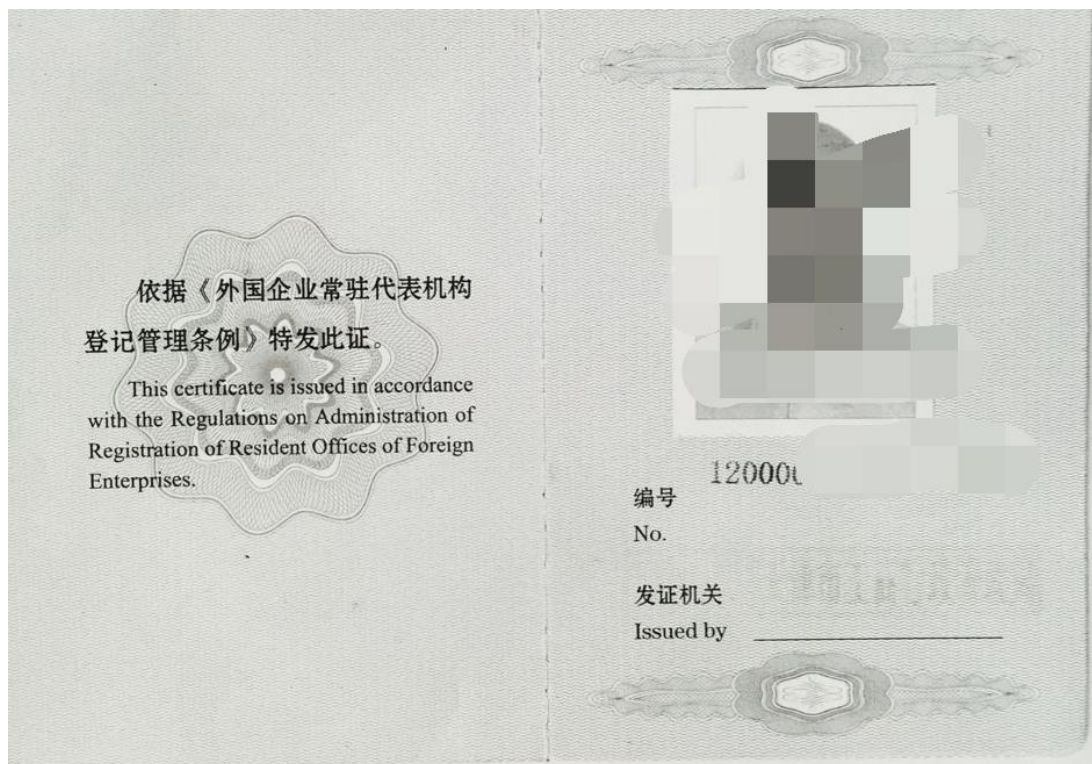 依据《外国企业常驻代表机构
登记管理条例》特发此证。
This certificate is issued in accordance
with the Regulations on Administration of
Registration of Resident Offices of Foreign
Enterprises.
12000
编号
No.
发证机关
Issued by